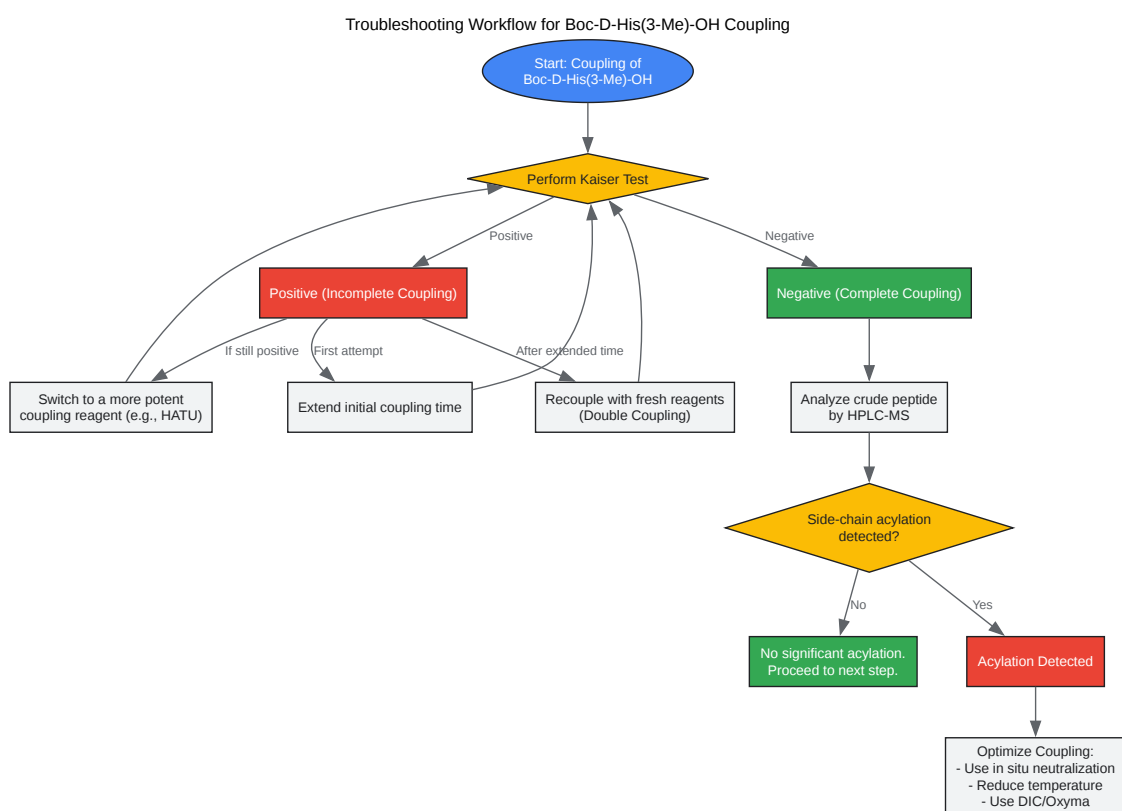 Troubleshooting Workflow for Boc-D-His(3-Me)-OH Coupling
Start: Coupling of
Boc-D-His(3-Me)-OH
Perform Kaiser Test
Positive
Negative
Positive (Incomplete Coupling)
Negative (Complete Coupling)
If still positive
First attempt
After extended time
Switch to a more potent
coupling reagent (e.g., HATU)
Extend initial coupling time
Recouple with fresh reagents
(Double Coupling)
Analyze crude peptide
by HPLC-MS
Side-chain acylation
detected?
No
Yes
No significant acylation.
Proceed to next step.
Acylation Detected
Optimize Coupling:
- Use in situ neutralization
- Reduce temperature
- Use DIC/Oxyma